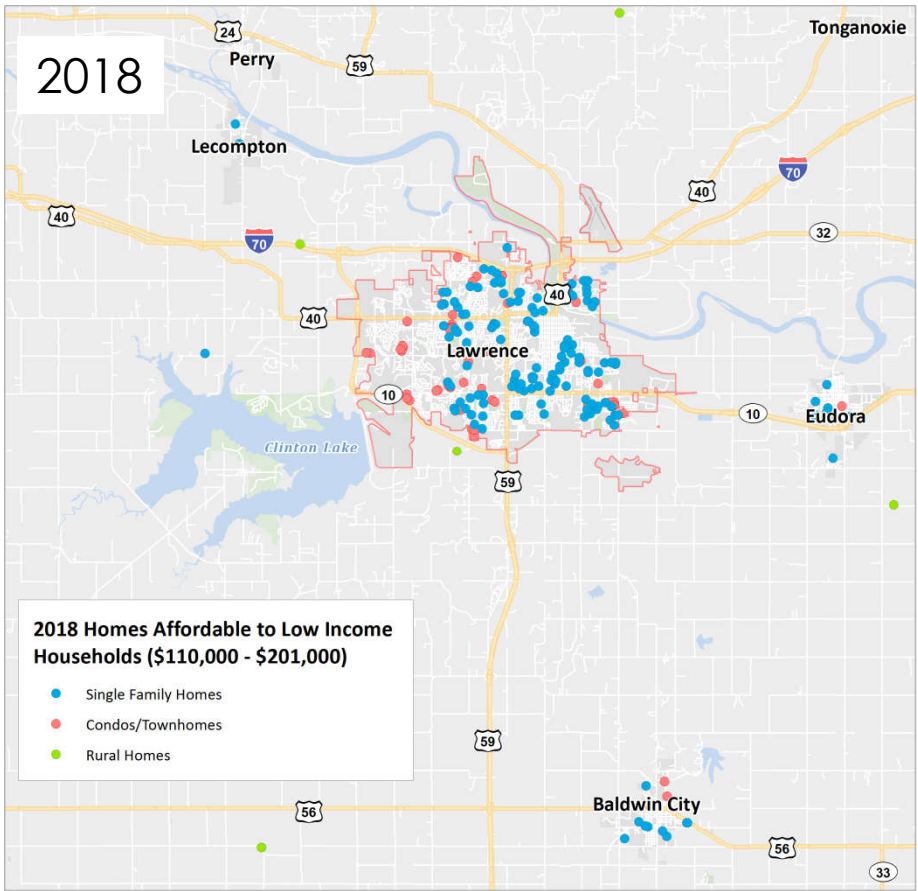 2018
24
Perry
59
Tonganoxie
Lecompton
70
40
40
32
40
70
40
40
Lawrence
10
10
Eudora
Clinton Lake
59
2018 Homes Affordable to Low Income
Households ($110,000 - $201,000)
Single Family Homes
Condos/Townhomes
Rural Homes
59
Baldwin City
56
56
33